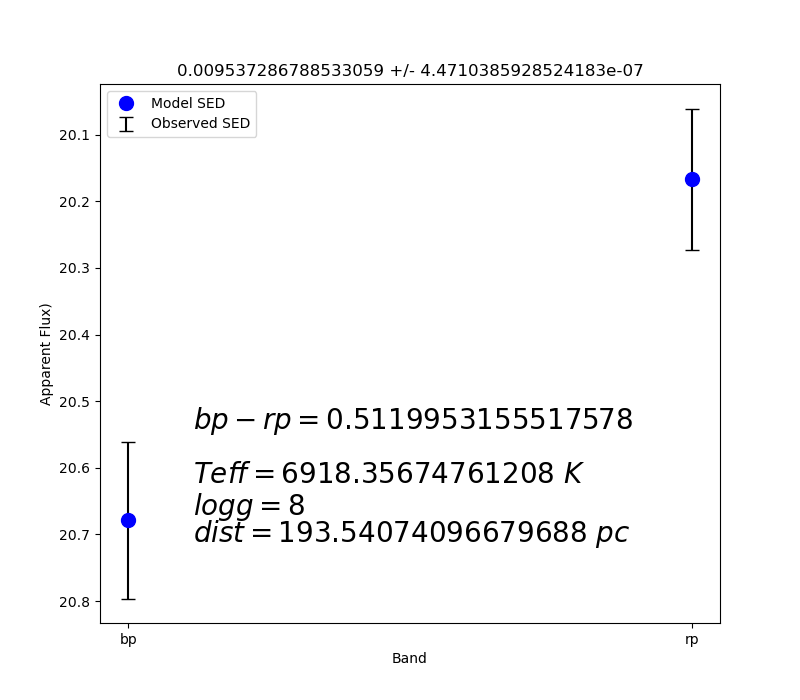 0.009537286788533059 +/- 4.4710385928524183e-07
Model SED
Observed SED
20.1
20.2
20.3
20.4
20.5
20.6
20.7
20.8
Apparent Flux)
bp − rp = 0.5119953155517578
Teff = 6918.35674761208 K
logg = 8
dist = 193.54074096679688 pc
bp
rp
Band